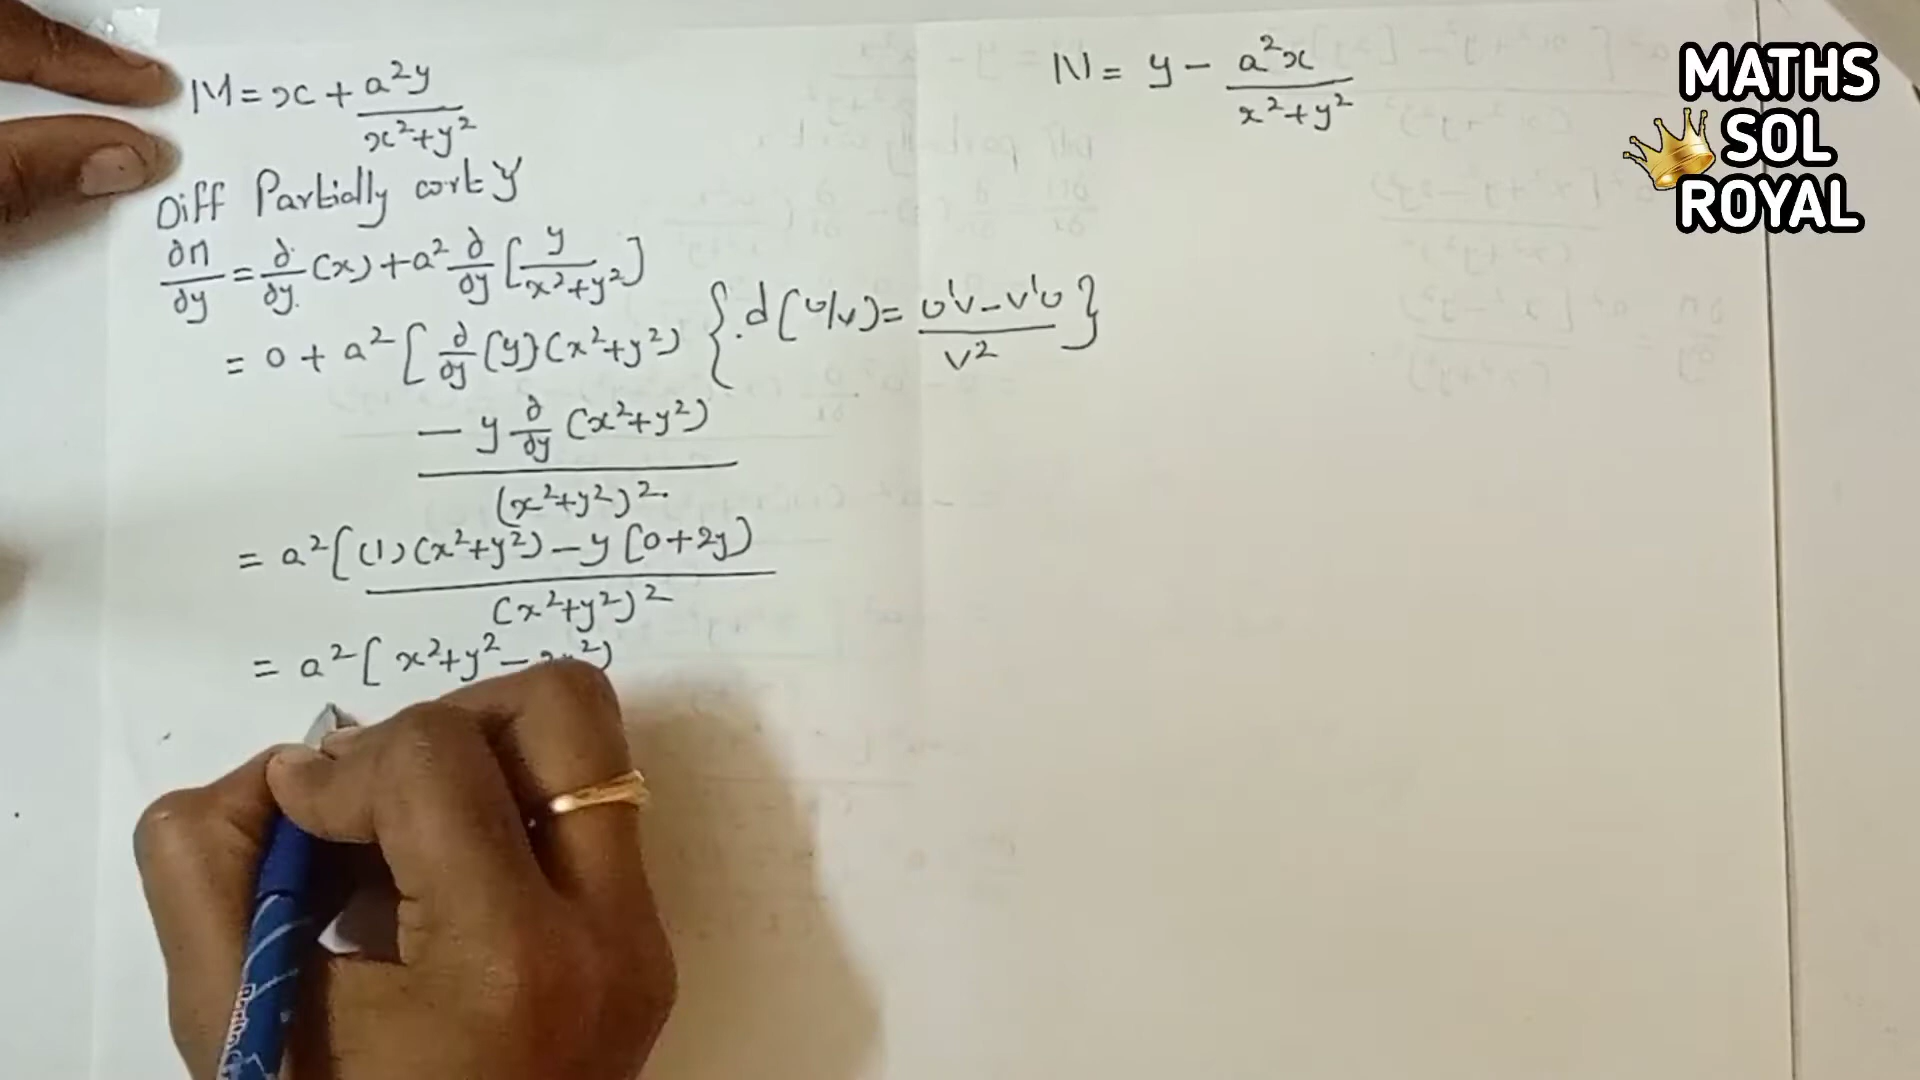 M = x + a²y / x²+y²
Diff Partially wort y
∂M/∂y = ∂/∂y (x) + a² ∂/∂y [y / x²+y²]
= 0 + a² [∂/∂y (y) (x²+y²) {∴ d(u/v) = u'v - v'u / v²}
- y ∂/∂y (x²+y²)
(x²+y²)²
= a² [(1)(x²+y²) - y[0+2y)
(x²+y²)²
= a² [x²+y² -
N = y - a²x / x²+y²
MATHS
SOL
ROYAL